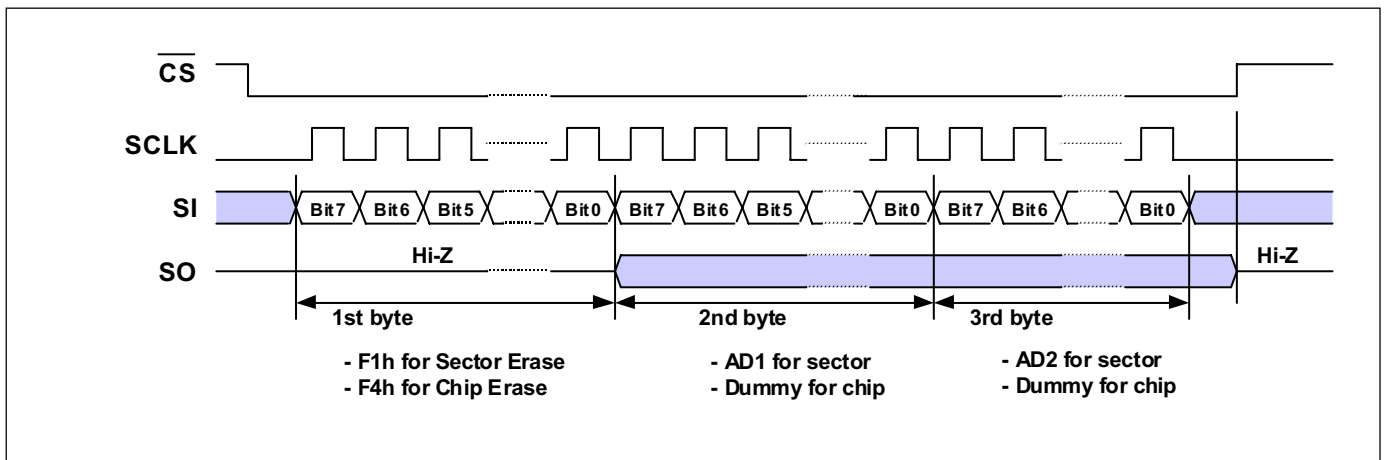 CS
SCLK
SI
Bit7 Bit6 Bit5 Bit0 Bit7 Bit6 Bit5 Bit0 Bit7 Bit6 Bit0
Hi-Z Hi-Z
SO
1st byte 2nd byte 3rd byte
- F1h for Sector Erase - AD1 for sector - AD2 for sector
- F4h for Chip Erase - Dummy for chip - Dummy for chip